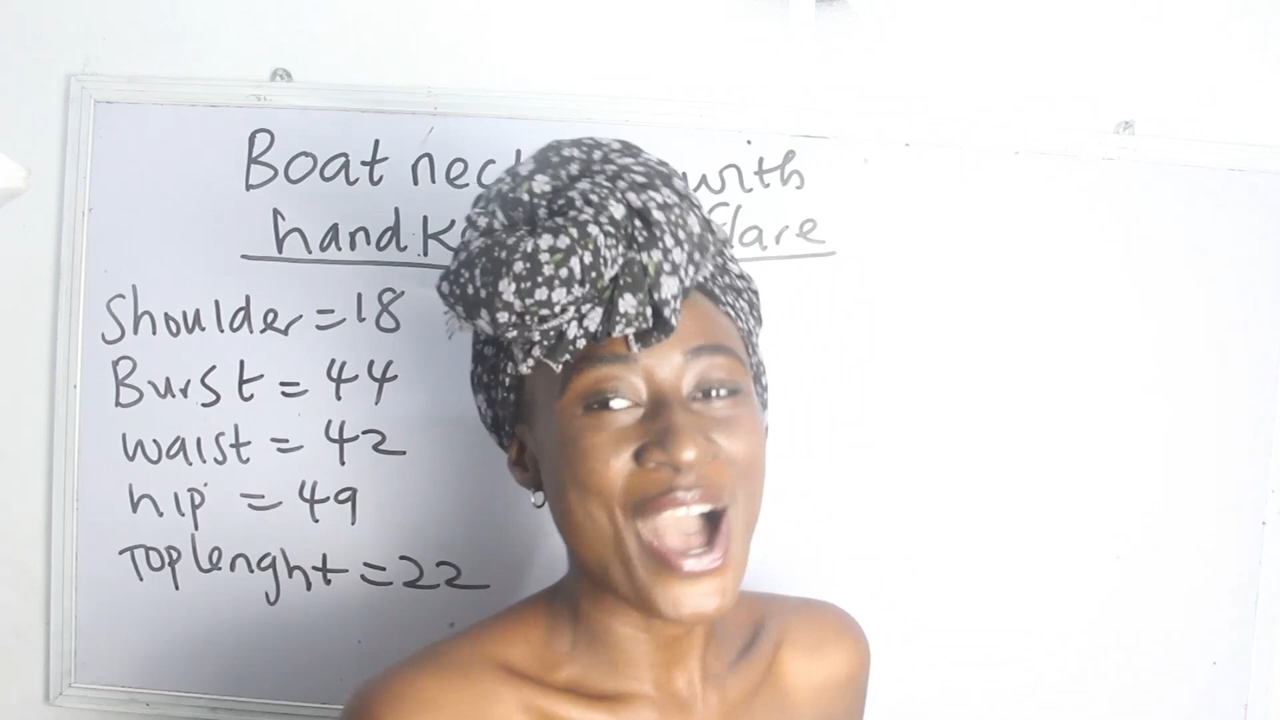 Boat nec with
hand flare
Shoulder = 18
Burst = 44
waist = 42
hip = 49
Top lenght = 22